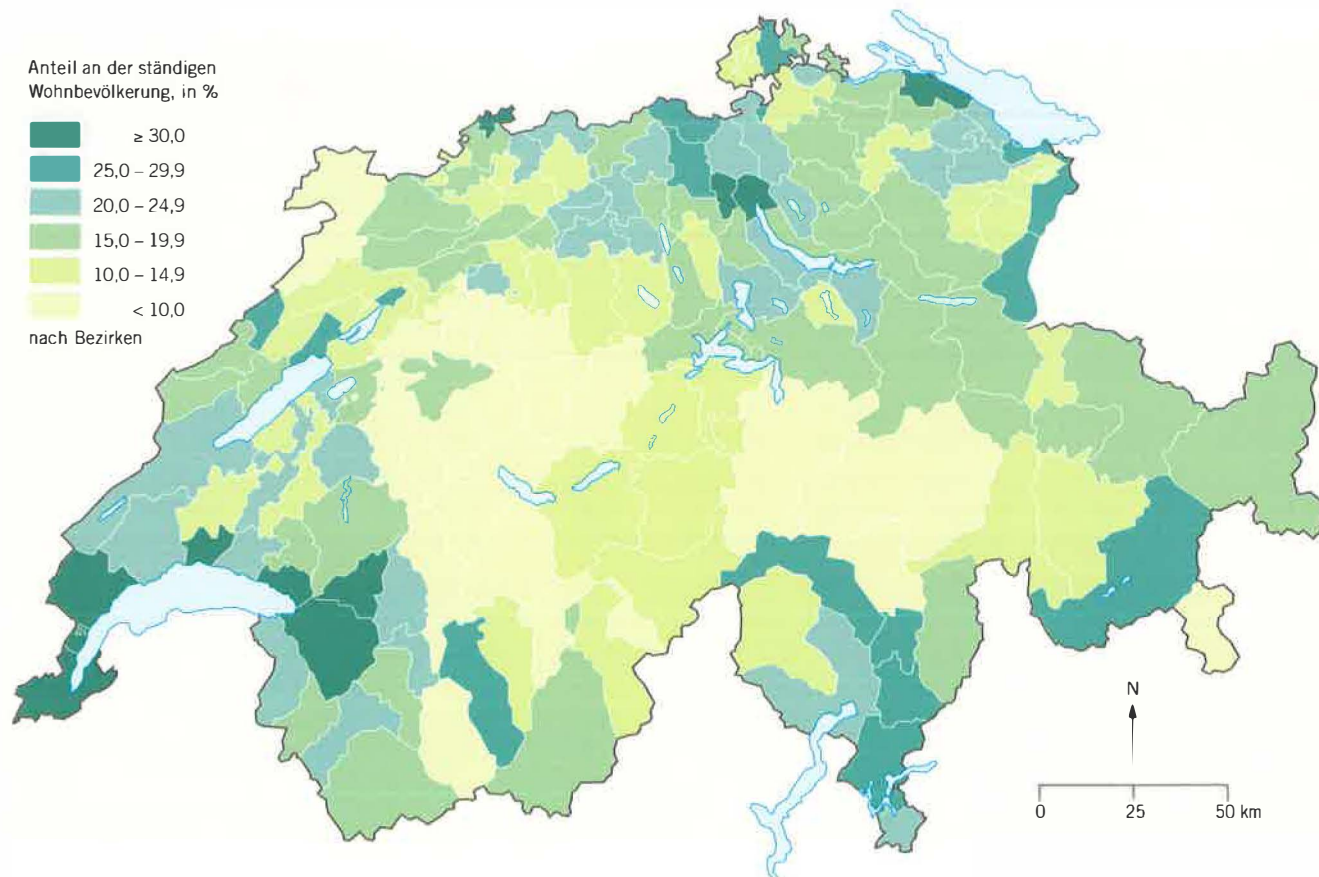 Anteil an der ständigen
Wohnbevölkerung, in %
≥ 30,0
25,0 – 29,9
20,0 – 24,9
15,0 – 19,9
10,0 – 14,9
< 10,0
nach Bezirken
N
0 25 50 km